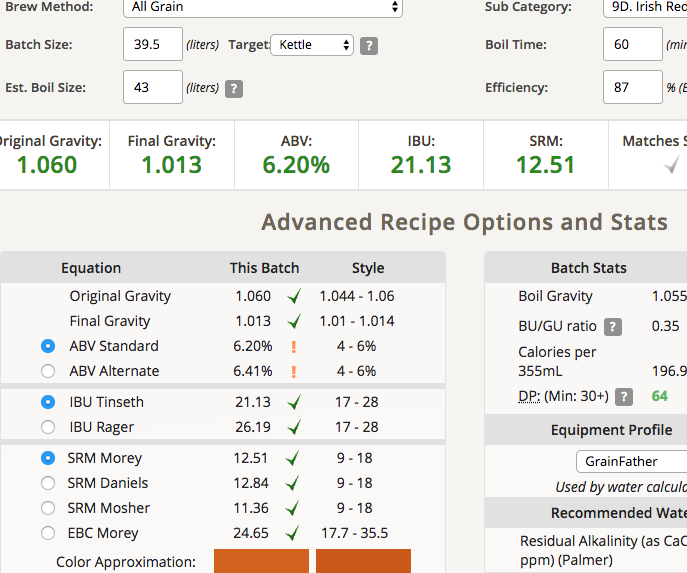 Brew Method: All Grain Sub Category: 9D. Irish Red
Batch Size: 39.5 (liters) Target: Kettle ? Boil Time: 60 (min
Est. Boil Size: 43 (liters) ? Efficiency: 87 % (E
Original Gravity: Final Gravity: ABV: IBU: SRM: Matches S
1.060 1.013 6.20% 21.13 12.51
Advanced Recipe Options and Stats
Equation This Batch Style
Original Gravity 1.060 1.044 - 1.06
Final Gravity 1.013 1.01 - 1.014
ABV Standard 6.20% ! 4 - 6%
ABV Alternate 6.41% ! 4 - 6%
IBU Tinseth 21.13 17 - 28
IBU Rager 26.19 17 - 28
SRM Morey 12.51 9 - 18
SRM Daniels 12.84 9 - 18
SRM Mosher 11.36 9 - 18
EBC Morey 24.65 17.7 - 35.5
Color Approximation:
Batch Stats
Boil Gravity 1.055
BU/GU ratio ? 0.35
Calories per
355mL 196.9
DP: (Min: 30+) ? 64
Equipment Profile
GrainFather
Used by water calcula
Recommended Wate
Residual Alkalinity (as CaC
ppm) (Palmer)